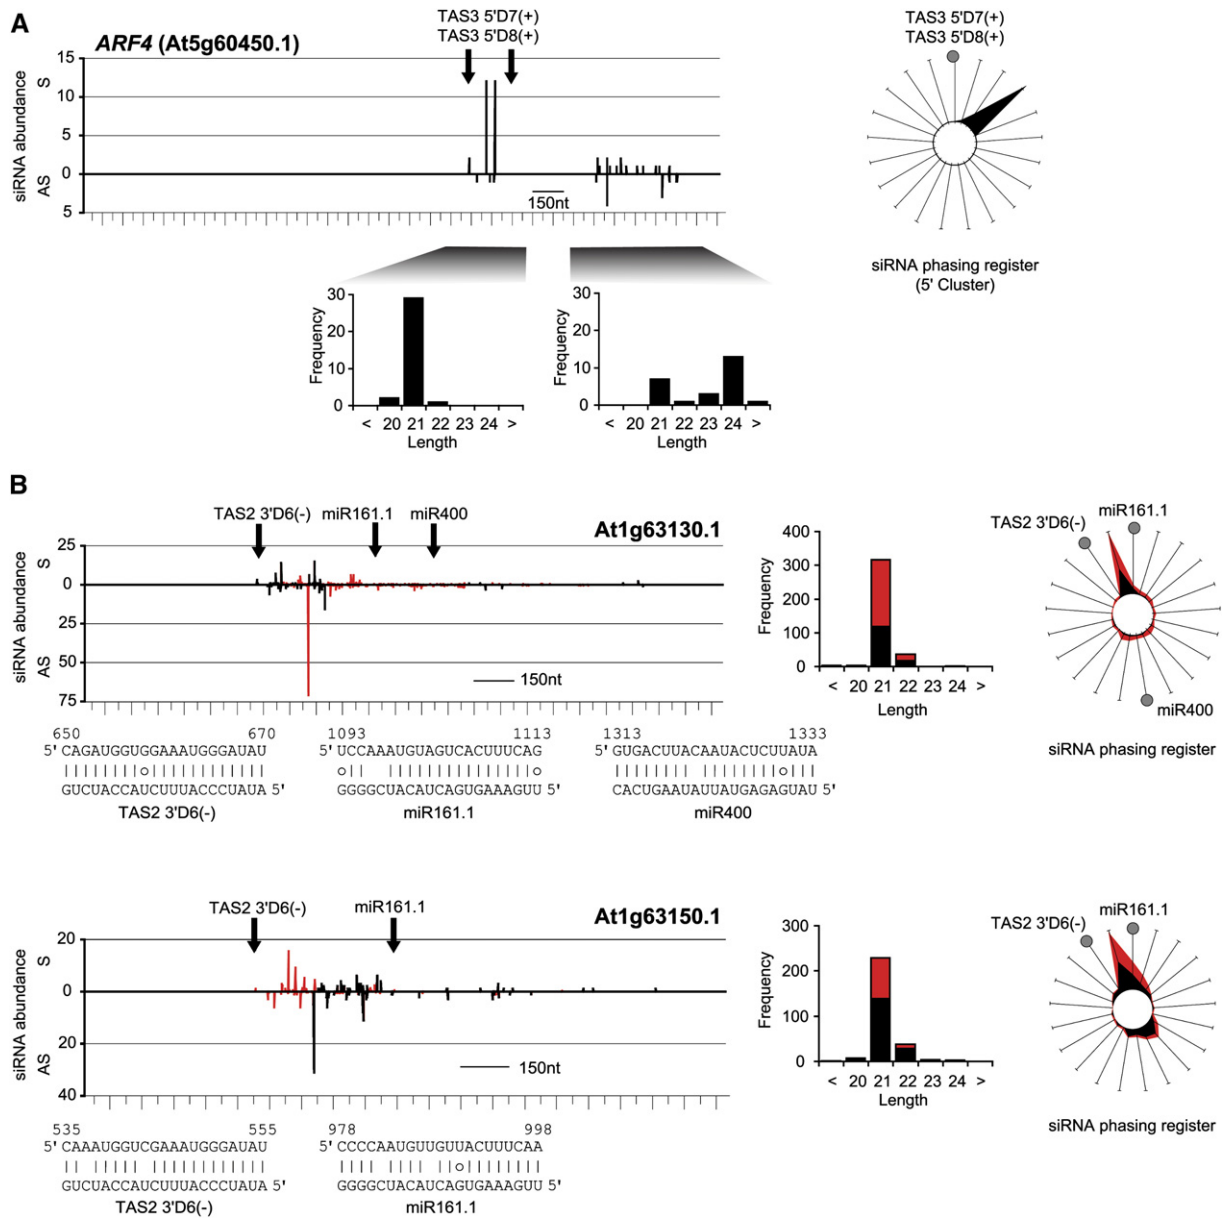 A
TAS3 5'D7(+)
TAS3 5'D8(+)
ARF4 (At5g60450.1)
siRNA abundance
AS S
15
10
5
0
5
150nt
TAS3 5'D7(+)
TAS3 5'D8(+)
siRNA phasing register
(5' Cluster)
Frequency
30
20
10
0
< 20 21 22 23 24 >
Length
Frequency
30
20
10
0
< 20 21 22 23 24 >
Length
B
TAS2 3'D6(-) miR161.1 miR400
At1g63130.1
siRNA abundance
AS S
25
0
25
50
75
150nt
650 670
5' CAGAUGGUGGAAAUGGGAUAU
GUCUACCAUCUUUACCCUAUA 5'
TAS2 3'D6(-)
1093 1113
5' UCCAAAUGUAGUCACUUUCAG
GGGGCUACAUCAGUGAAAGUU 5'
miR161.1
1313 1333
5' GUGACUUACAAUACUCUUAUA
CACUGAAUAUUAUGAGAGUAU 5'
miR400
Frequency
400
300
200
100
0
< 20 21 22 23 24 >
Length
miR161.1
TAS2 3'D6(-)
miR400
siRNA phasing register
TAS2 3'D6(-) miR161.1
At1g63150.1
siRNA abundance
AS S
20
0
20
40
150nt
535 555
5' CAAAUGGUCGAAAUGGGAUAU
GUCUACCAUCUUUACCCUAUA 5'
TAS2 3'D6(-)
978 998
5' CCCCAAUGUUGUUACUUUCAA
GGGGCUACAUCAGUGAAAGUU 5'
miR161.1
Frequency
300
200
100
0
< 20 21 22 23 24 >
Length
miR161.1
TAS2 3'D6(-)
siRNA phasing register